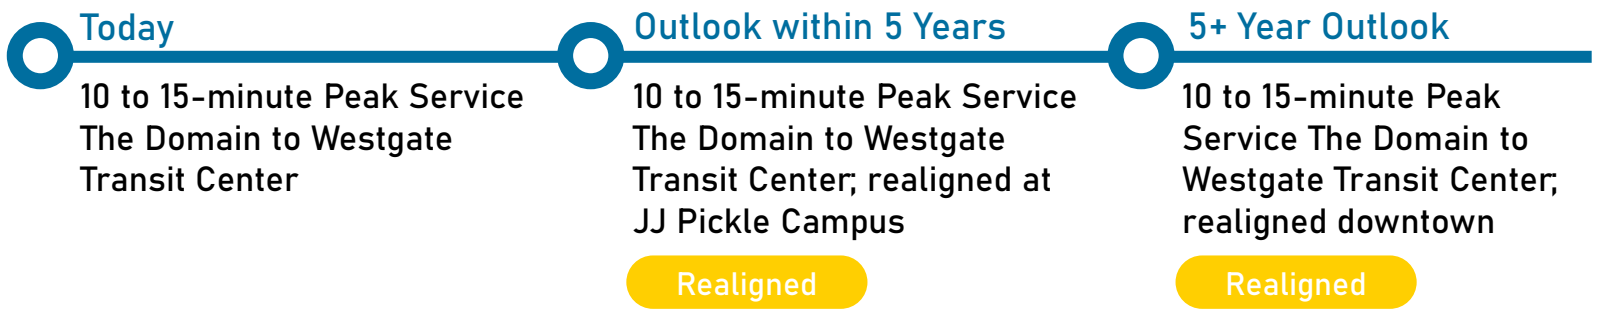 Today
10 to 15-minute Peak Service
The Domain to Westgate
Transit Center
Outlook within 5 Years
10 to 15-minute Peak Service
The Domain to Westgate
Transit Center; realigned at
JJ Pickle Campus
Realigned
5+ Year Outlook
10 to 15-minute Peak
Service The Domain to
Westgate Transit Center;
realigned downtown
Realigned